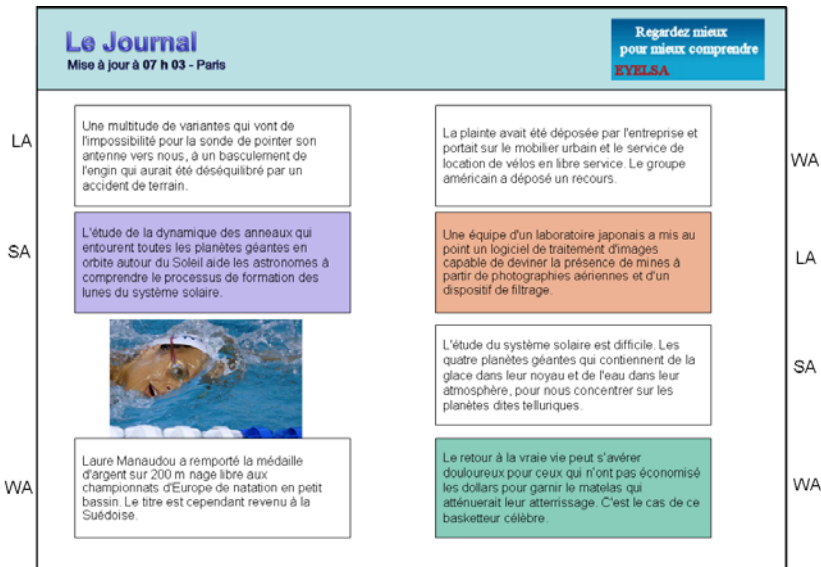 Le Journal
Mise à jour à 07 h 03 - Paris
Regardez mieux
pour mieux comprendre
EYELSA
LA
Une multitude de variantes qui vont de
l'impossibilité pour la sonde de pointer son
antenne vers nous, à un basculement de
l'engin qui aurait été déséquilibré par un
accident de terrain.
SA
L'étude de la dynamique des anneaux qui
entourent toutes les planètes géantes en
orbite autour du Soleil aide les astronomes à
comprendre le processus de formation des
lunes du système solaire.
WA
Laure Manaudou a remporté la médaille
d'argent sur 200 m nage libre aux
championnats d'Europe de natation en petit
bassin. Le titre est cependant revenu à la
Suédoise.
La plainte avait été déposée par l'entreprise et
portait sur le mobilier urbain et le service de
location de vélos en libre service. Le groupe
américain a déposé un recours.
WA
Une équipe d'un laboratoire japonais a mis au
point un logiciel de traitement d'images
capable de deviner la présence de mines à
partir de photographies aériennes et d'un
dispositif de filtrage.
LA
L'étude du système solaire est difficile. Les
quatre planètes géantes qui contiennent de la
glace dans leur noyau et de l'eau dans leur
atmosphère, pour nous concentrer sur les
planètes dites telluriques.
SA
Le retour à la vraie vie peut s'avérer
douloureux pour ceux qui n'ont pas économisé
les dollars pour garnir le matelas qui
atténuerait leur atterrissage. C'est le cas de ce
basketteur célèbre.
WA